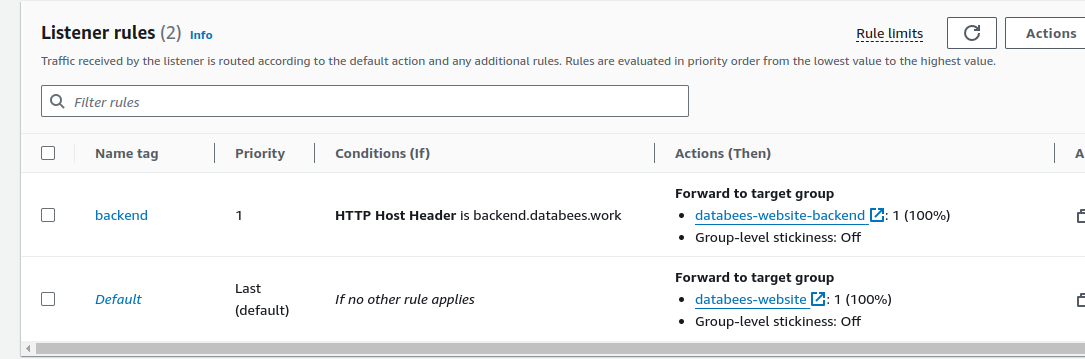 Listener rules (2) Info
Rule limits
Actions
Traffic received by the listener is routed according to the default action and any additional rules. Rules are evaluated in priority order from the lowest value to the highest value.
Filter rules
Name tag Priority Conditions (If) Actions (Then) A
backend 1 HTTP Host Header is backend.databees.work
Forward to target group
• databees-website-backend : 1 (100%)
• Group-level stickiness: Off
Default Last (default) If no other rule applies
Forward to target group
• databees-website : 1 (100%)
• Group-level stickiness: Off